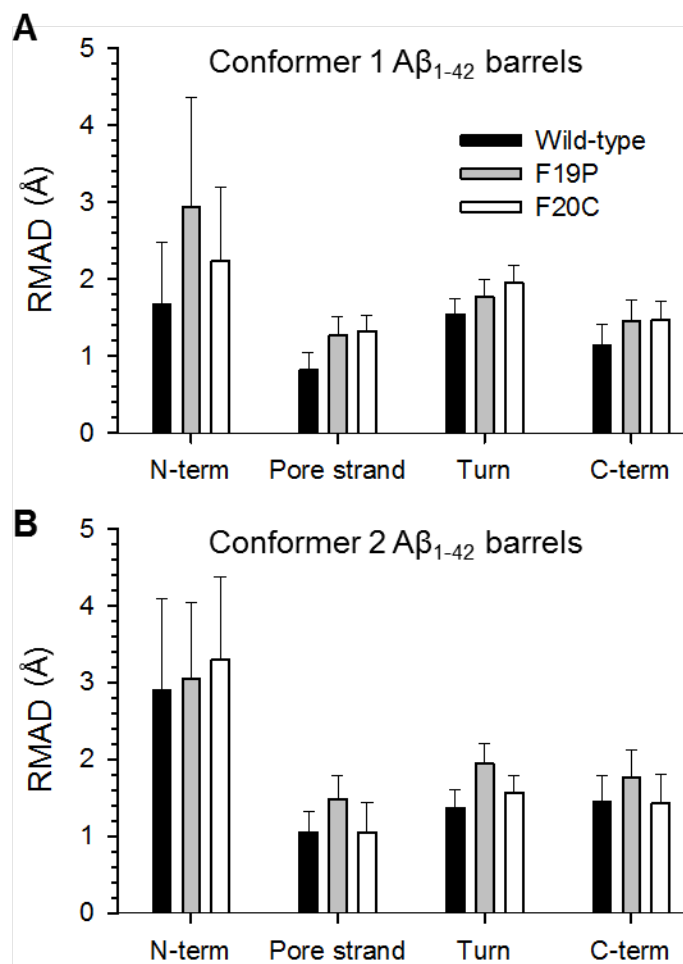 A
Conformer 1 Aβ₁₋₄₂ barrels
5
4
3
2
1
0
RMAD (Å)
Wild-type
F19P
F20C
N-term Pore strand Turn C-term
B
Conformer 2 Aβ₁₋₄₂ barrels
5
4
3
2
1
0
RMAD (Å)
N-term Pore strand Turn C-term